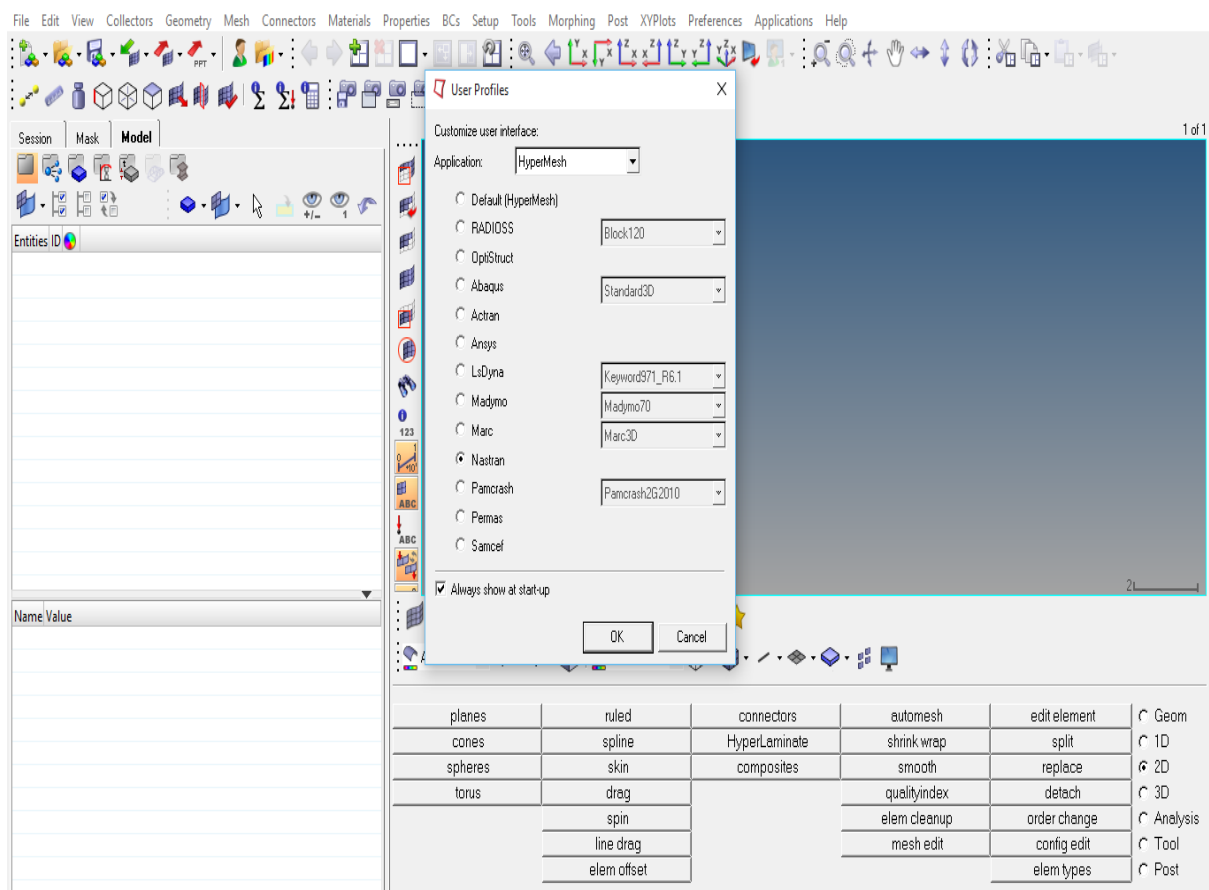 File Edit View Collectors Geometry Mesh Connectors Materials Properties BCs Setup Tools Morphing Post XYPlots Preferences Applications Help
PPT
Session Mask Model
Entities ID
Name Value
1 of 1
123
ABC
ABC
User Profiles X
Customize user interface:
Application: HyperMesh
Default (HyperMesh)
RADIOSS Block120
OptiStruct
Abaqus Standard3D
Actran
Ansys
LsDyna Keyword971_R6.1
Madymo Madymo70
Marc Marc3D
Nastran
Pamcrash Pamcrash2G2010
Permas
Samcef
Always show at start-up
OK Cancel
2
planes ruled connectors automesh edit element Geom
cones spline HyperLaminate shrink wrap split 1D
spheres skin composites smooth replace 2D
torus drag qualityindex detach 3D
spin elem cleanup order change Analysis
line drag mesh edit config edit Tool
elem offset elem types Post